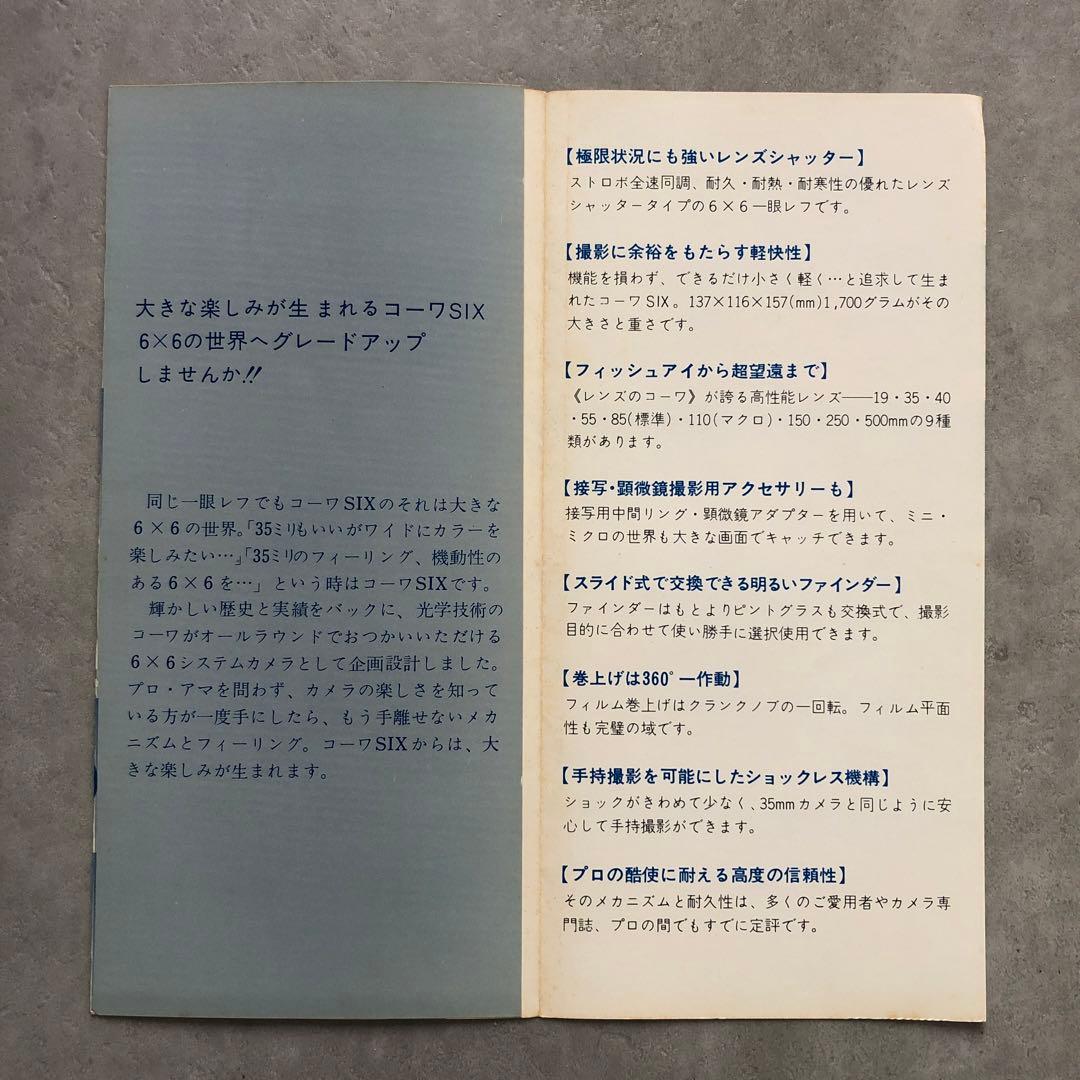 大きな楽しみが生まれるコーワSIX
6×6の世界へグレードアップ
しませんか!!
同じ一眼レフでもコーワSIXのそれは大きな
6×6の世界。「35ミリもいいがワイドにカラーを
楽しみたい…」「35ミリのフィーリング、機動性の
ある6×6を…」という時はコーワSIXです。
輝かしい歴史と実績をバックに、光学技術の
コーワがオールラウンドでおつかいいただける
6×6システムカメラとして企画設計しました。
プロ・アマを問わず、カメラの楽しさを知って
いる方が一度手にしたら、もう手離せないメカ
ニズムとフィーリング。コーワSIXからは、大
きな楽しみが生まれます。
【極限状況にも強いレンズシャッター】
ストロボ全速同調、耐久・耐熱・耐寒性の優れたレンズ
シャッタータイプの6×6一眼レフです。
【撮影に余裕をもたらす軽快性】
機能を損わず、できるだけ小さく軽く…と追求して生ま
れたコーワSIX。137×116×157(mm)1,700グラムがその
大きさと重さです。
【フィッシュアイから超望遠まで】
《レンズのコーワ》が誇る高性能レンズ──19・35・40
・55・85(標準)・110(マクロ)・150・250・500mmの9種
類があります。
【接写・顕微鏡撮影用アクセサリーも】
接写用中間リング・顕微鏡アダプターを用いて、ミニ・
ミクロの世界も大きな画面でキャッチできます。
【スライド式で交換できる明るいファインダー】
ファインダーはもとよりピントグラスも交換式で、撮影
目的に合わせて使い勝手に選択使用できます。
【巻上げは360°一作動】
フィルム巻上げはクランクノブの一回転。フィルム平面
性も完璧の域です。
【手持撮影を可能にしたショックレス機構】
ショックがきわめて少なく、35mmカメラと同じように安
心して手持撮影ができます。
【プロの酷使に耐える高度の信頼性】
そのメカニズムと耐久性は、多くのご愛用者やカメラ専
門誌、プロの間でもすでに定評です。